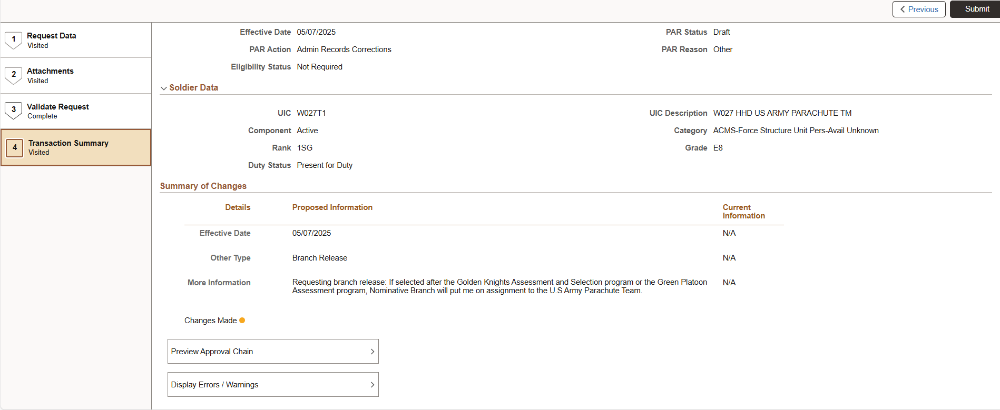 Previous
Submit
1
Request Data
Visited
2
Attachments
Visited
3
Validate Request
Complete
4
Transaction Summary
Visited
Effective Date 05/07/2025 PAR Status Draft
PAR Action Admin Records Corrections PAR Reason Other
Eligibility Status Not Required
Soldier Data
UIC W027T1 UIC Description W027 HHD US ARMY PARACHUTE TM
Component Active Category ACMS-Force Structure Unit Pers-Avail Unknown
Rank 1SG Grade E8
Duty Status Present for Duty
Summary of Changes
Details Proposed Information Current
Information
Effective Date 05/07/2025 N/A
Other Type Branch Release N/A
More Information Requesting branch release: If selected after the Golden Knights Assessment and Selection program or the Green Platoon N/A
Assessment program, Nominative Branch will put me on assignment to the U.S Army Parachute Team.
Changes Made
Preview Approval Chain
Display Errors / Warnings